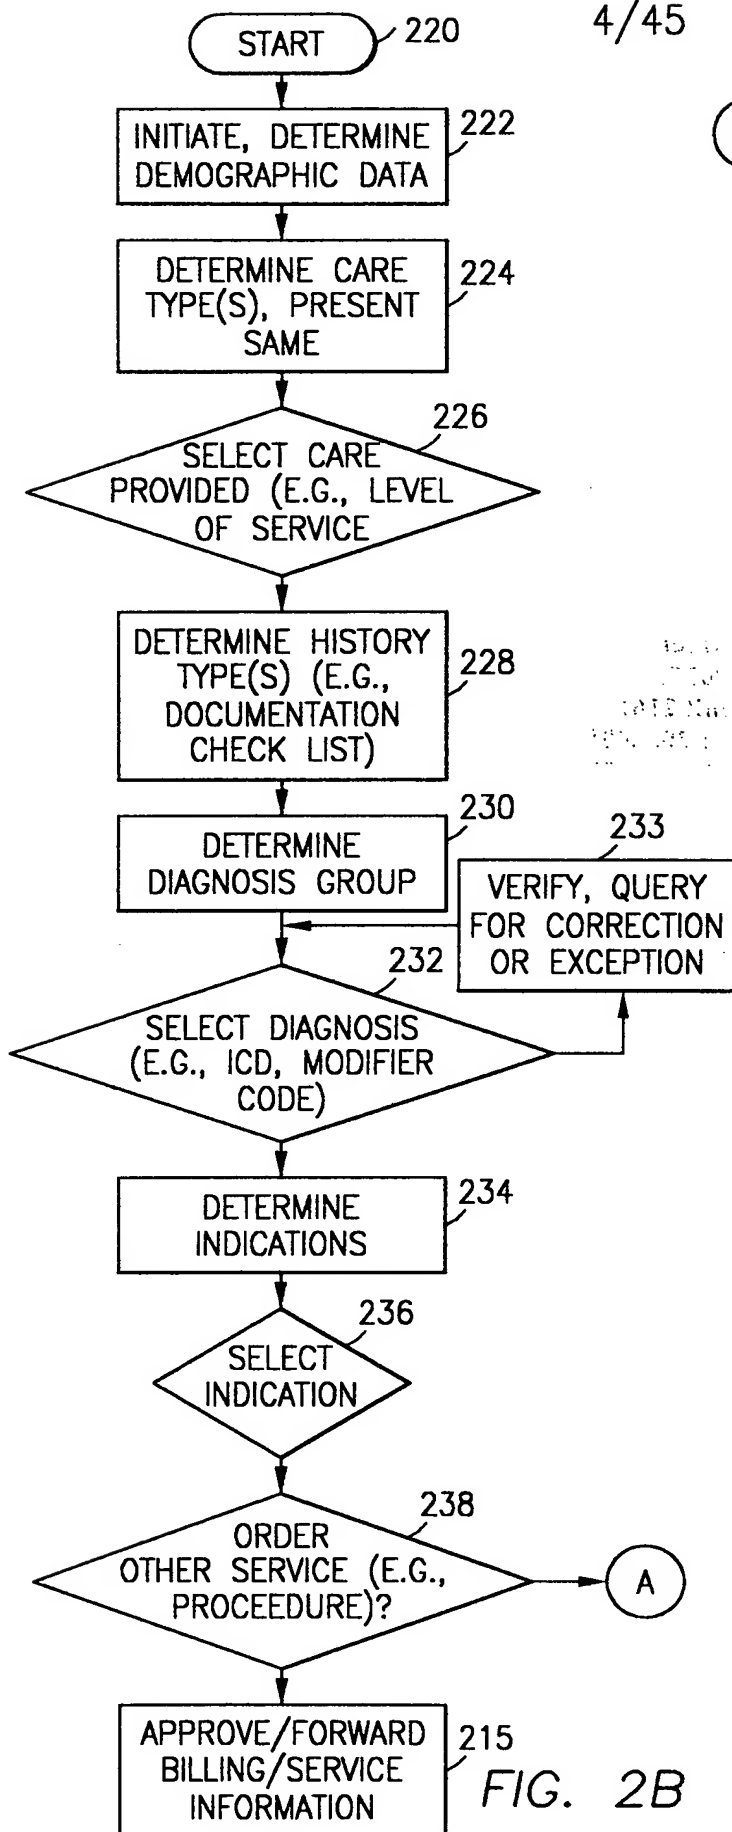 4/45
START
220
INITIATE, DETERMINE
DEMOGRAPHIC DATA
222
DETERMINE CARE
TYPE(S), PRESENT
SAME
224
226
SELECT CARE
PROVIDED (E.G., LEVEL
OF SERVICE
DETERMINE HISTORY
TYPE(S) (E.G.,
DOCUMENTATION
CHECK LIST)
228
DETERMINE
DIAGNOSIS GROUP
230
233
VERIFY, QUERY
FOR CORRECTION
OR EXCEPTION
232
SELECT DIAGNOSIS
(E.G., ICD, MODIFIER
CODE)
DETERMINE
INDICATIONS
234
236
SELECT
INDICATION
238
ORDER
OTHER SERVICE (E.G.,
PROCEEDURE)?
A
APPROVE/FORWARD
BILLING/SERVICE
INFORMATION
215
FIG. 2B